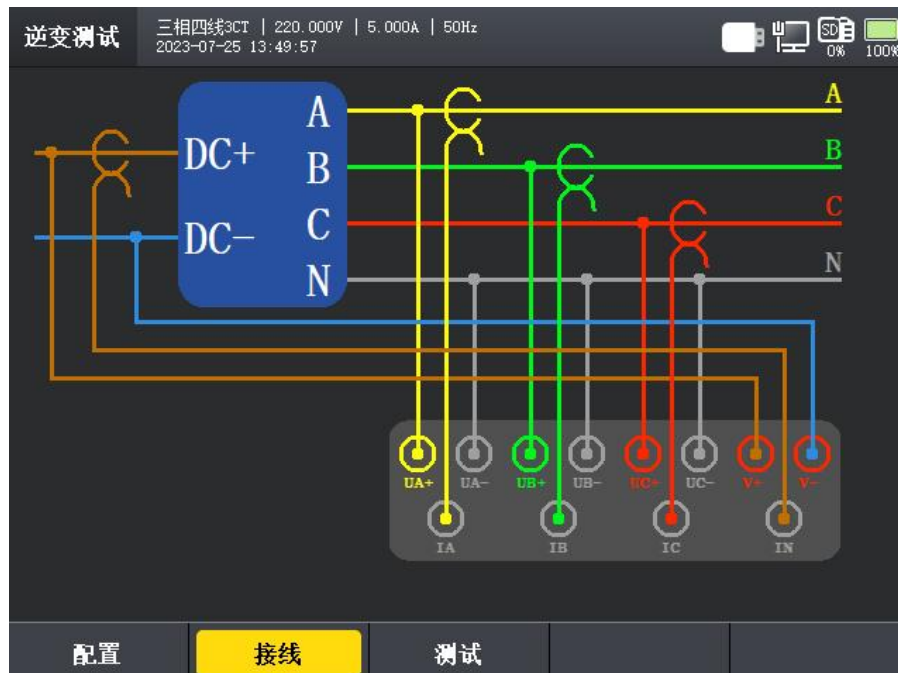 逆变测试
三相四线3CT | 220.000V | 5.000A | 50Hz
2023-07-25 13:49:57
SD
0%
100%
A
DC+
B
C
DC-
N
A
B
C
N
UA+ UA- UB+ UB- UC+ UC- V+ V-
IA IB IC IN
配置 接线 测试